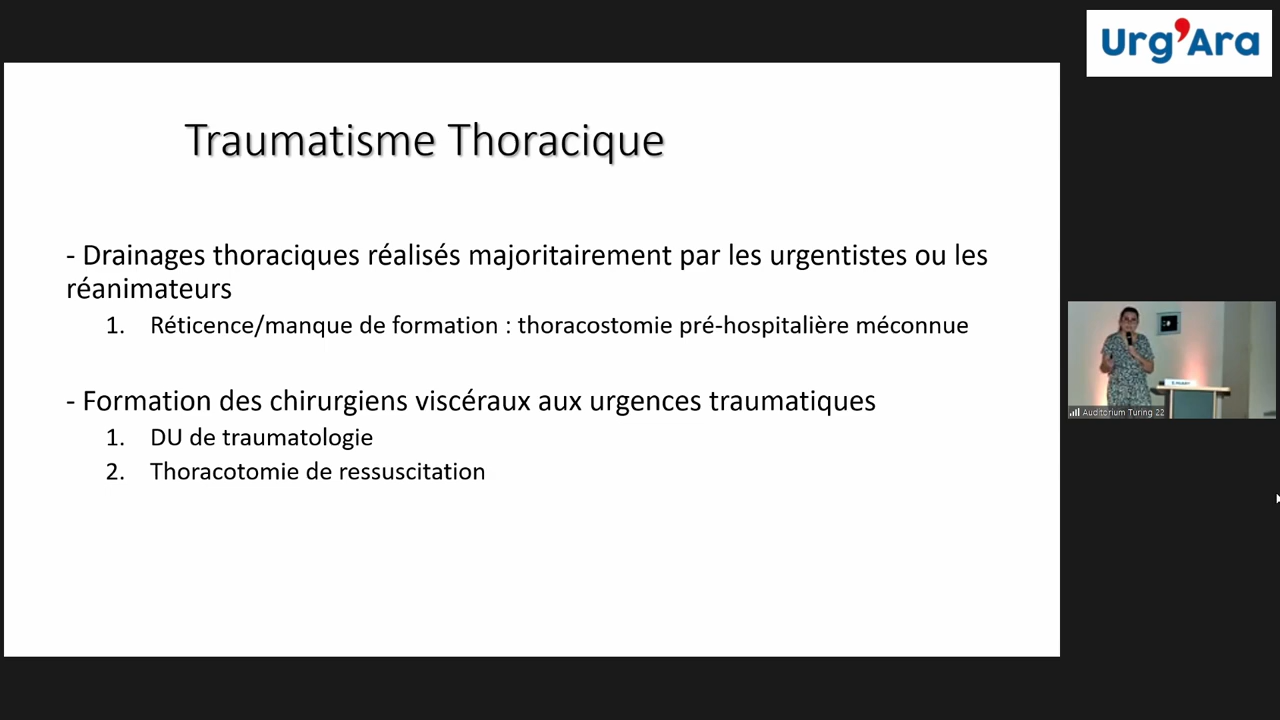 Urg'Ara
Traumatisme Thoracique
- Drainages thoraciques réalisés majoritairement par les urgentistes ou les
réanimateurs
1. Réticence/manque de formation : thoracostomie pré-hospitalière méconnue
- Formation des chirurgiens viscéraux aux urgences traumatiques
1. DU de traumatologie
2. Thoracotomie de ressuscitation
Auditorium Turing 22